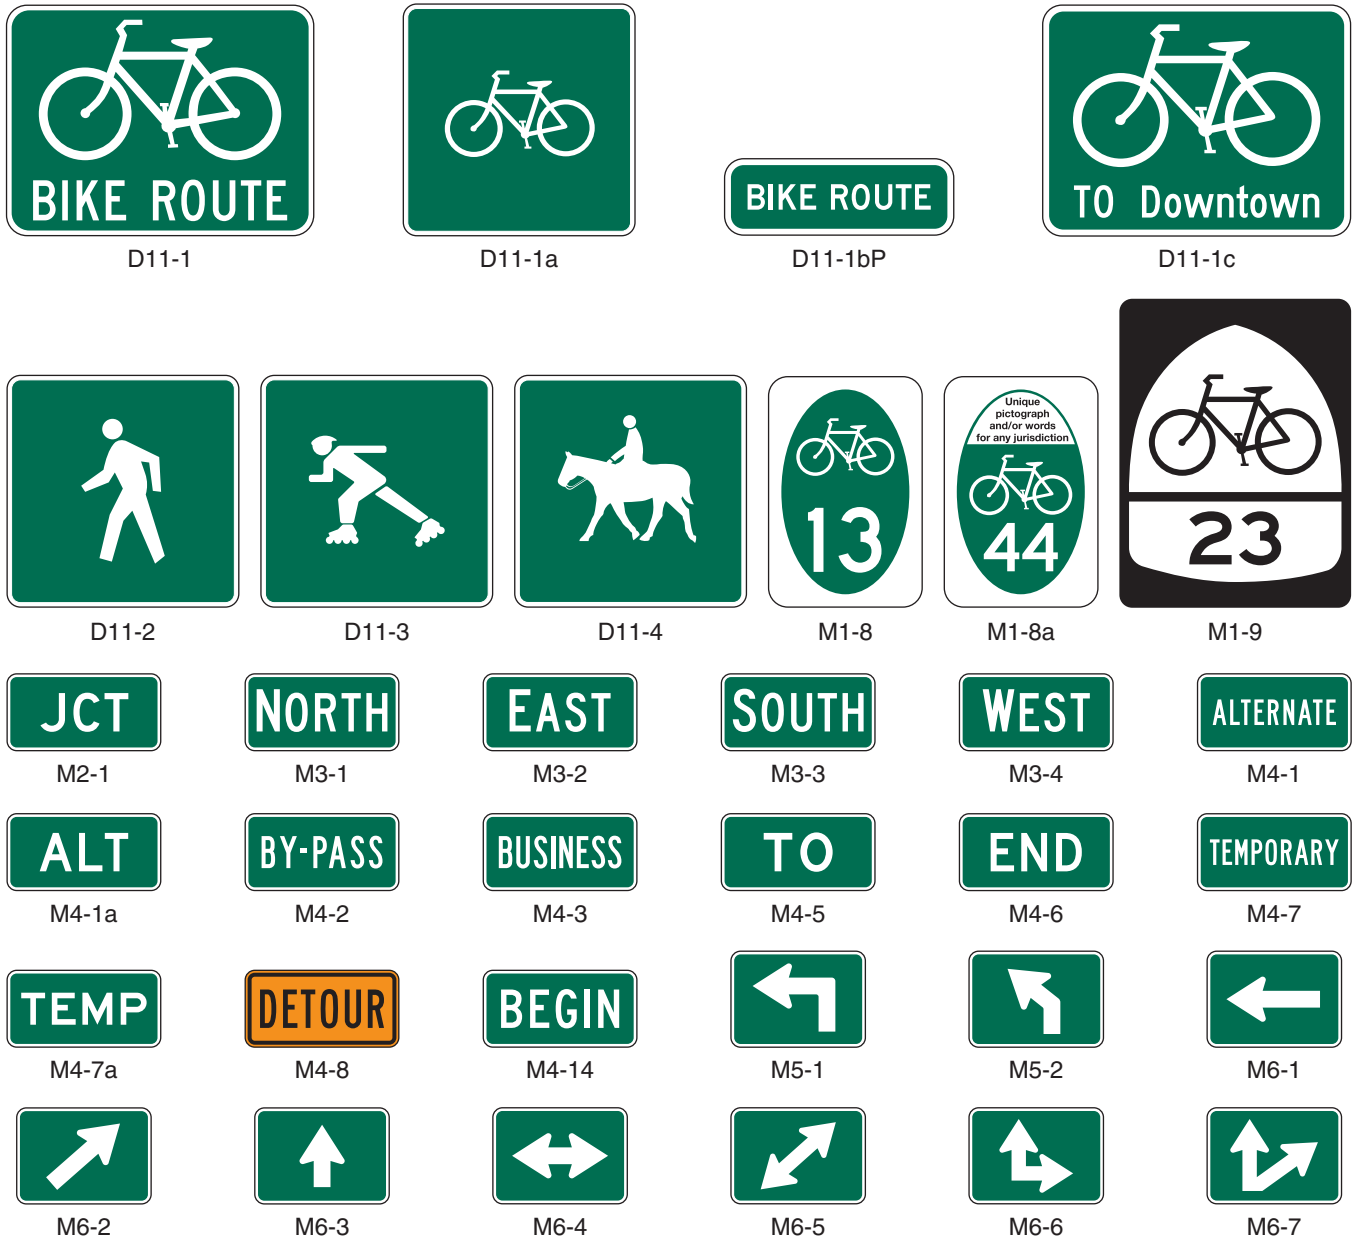 BIKE ROUTE
BIKE ROUTE
TO Downtown
D11-1
D11-1a
D11-1bP
D11-1c
Unique
pictograph
and/or words
for any jurisdiction
13
44
23
D11-2
D11-3
D11-4
M1-8
M1-8a
M1-9
JCT
NORTH
EAST
SOUTH
WEST
ALTERNATE
M2-1
M3-1
M3-2
M3-3
M3-4
M4-1
ALT
BY-PASS
BUSINESS
TO
END
TEMPORARY
M4-1a
M4-2
M4-3
M4-5
M4-6
M4-7
TEMP
DETOUR
BEGIN
M4-7a
M4-8
M4-14
M5-1
M5-2
M6-1
M6-2
M6-3
M6-4
M6-5
M6-6
M6-7